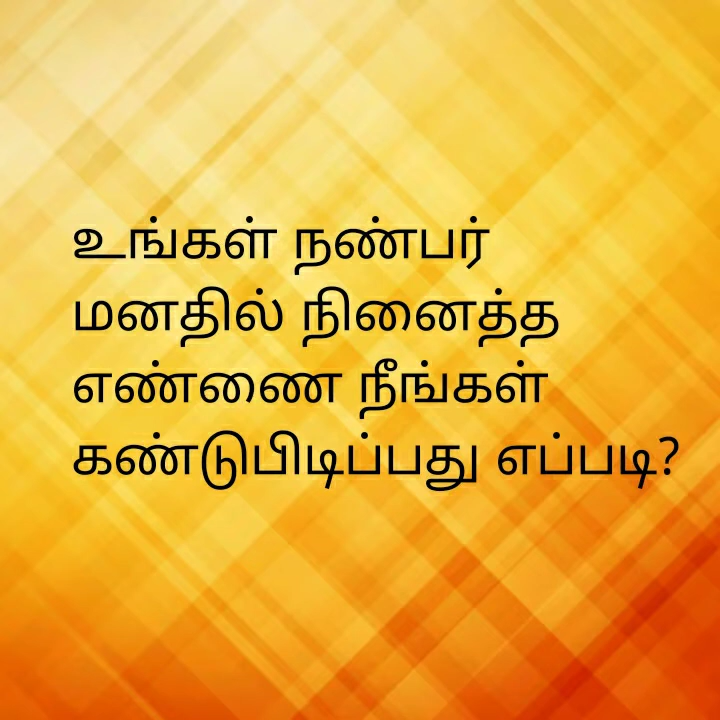 உங்கள் நண்பர்
மனதில் நினைத்த
எண்ணை நீங்கள்
கண்டுபிடிப்பது எப்படி?